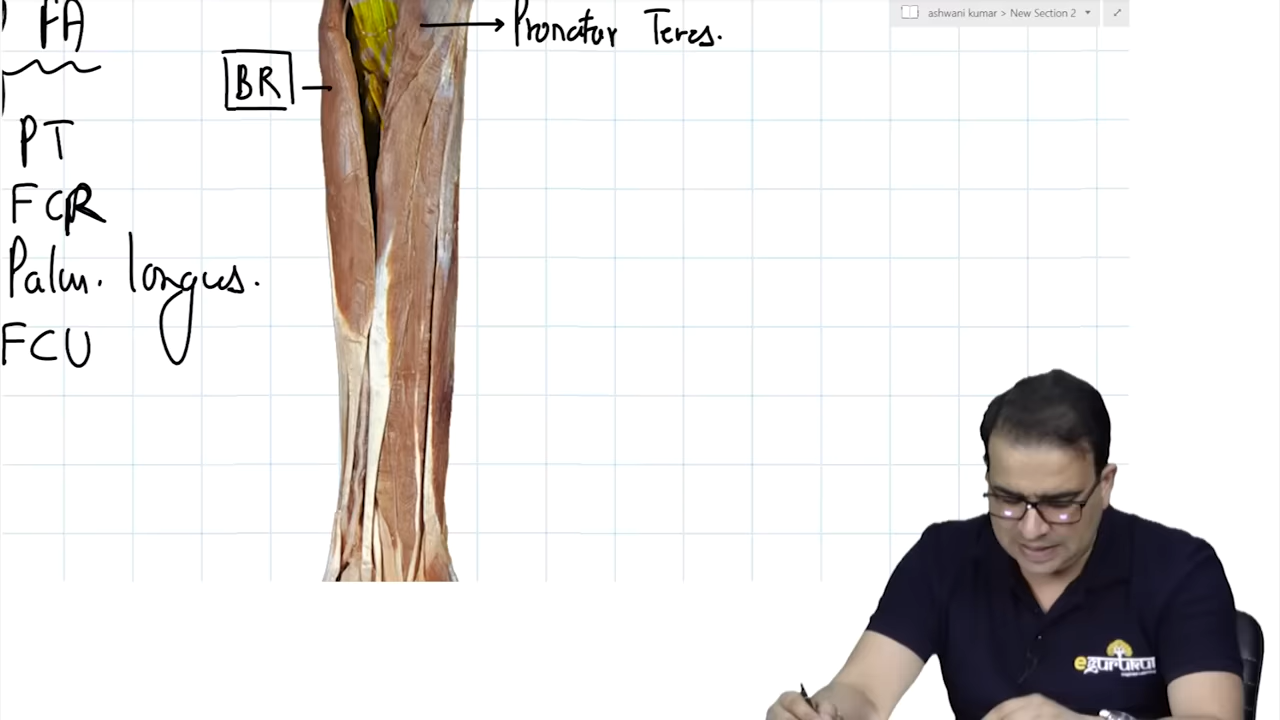 FA
Pronator Teres.
ashwani kumar > New Section 2
BR
PT
FCR
Palm. longus.
FCU
eGURUKUL